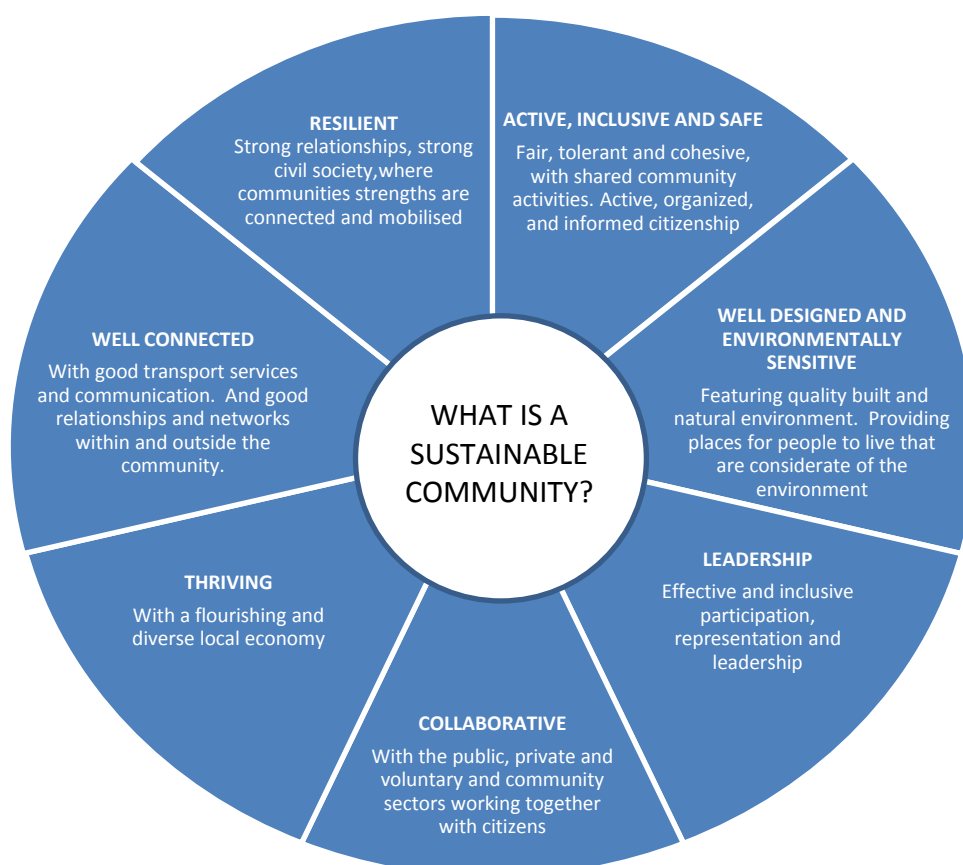 WHAT IS A
SUSTAINABLE
COMMUNITY?
ACTIVE, INCLUSIVE AND SAFE
Fair, tolerant and cohesive,
with shared community
activities. Active, organized,
and informed citizenship
WELL DESIGNED AND
ENVIRONMENTALLY
SENSITIVE
Featuring quality built and
natural environment.  Providing
places for people to live that
are considerate of the
environment
LEADERSHIP
Effective and inclusive
participation,
representation and
leadership
COLLABORATIVE
With the public, private and
voluntary and community
sectors working together
with citizens
THRIVING
With a flourishing and
diverse local economy
WELL CONNECTED
With good transport services
and communication.  And good
relationships and networks
within and outside the
community.
RESILIENT
Strong relationships, strong
civil society,where
communities strengths are
connected and mobilised